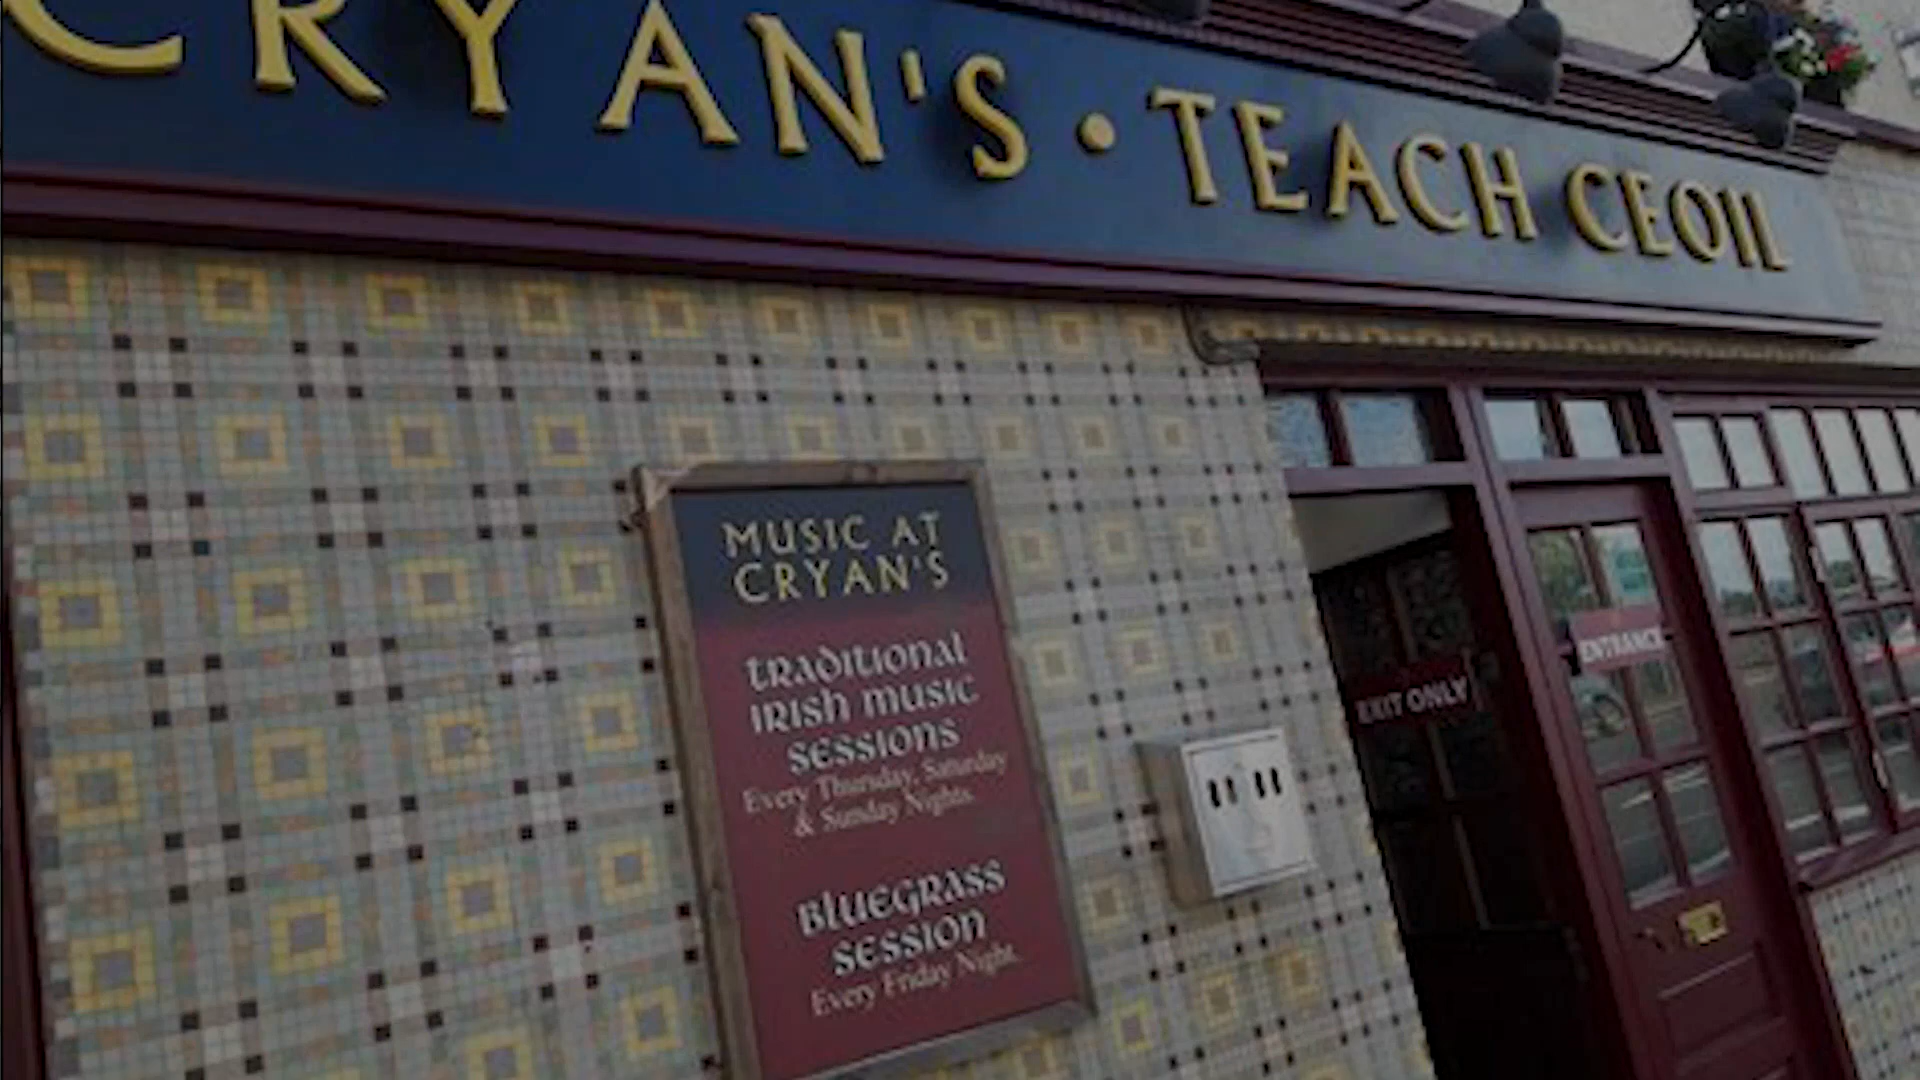 CRYAN'S • TEACH CEOIL
MUSIC AT
CRYAN'S
TRADITIONAL
IRISH MUSIC
SESSIONS
Every Thursday, Saturday
& Sunday Nights.
BLUEGRASS
SESSION
Every Friday Night.
EXIT ONLY
ENTRANCE